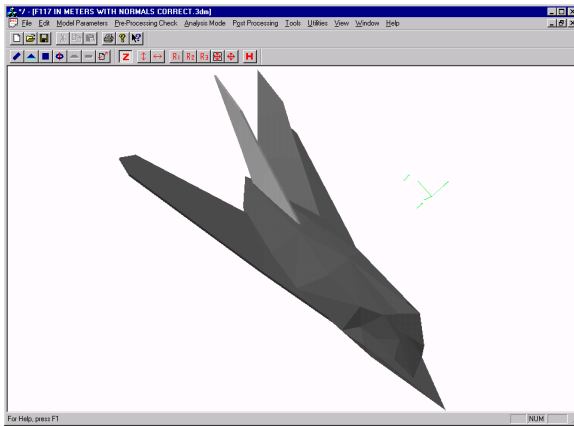 */ - [F117 IN METERS WITH NORMALS CORRECT.3dm]
File Edit Model Parameters Pre-Processing Check Analysis Mode Post Processing Tools Utilities View Window Help
Z R1 R2 R3 H
For Help, press F1 NUM